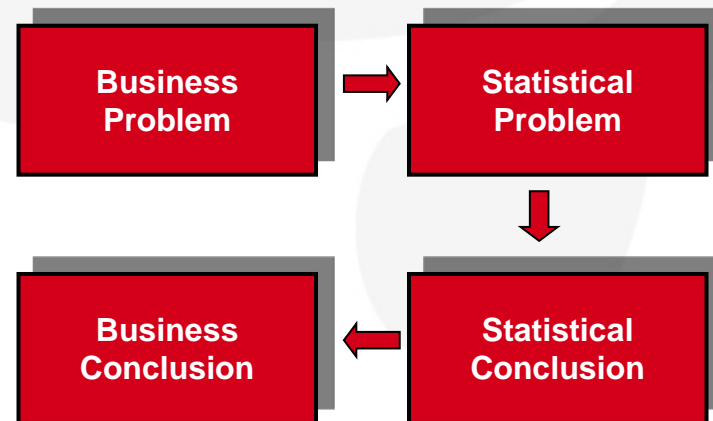 Business
Problem
Statistical
Problem
Business
Conclusion
Statistical
Conclusion